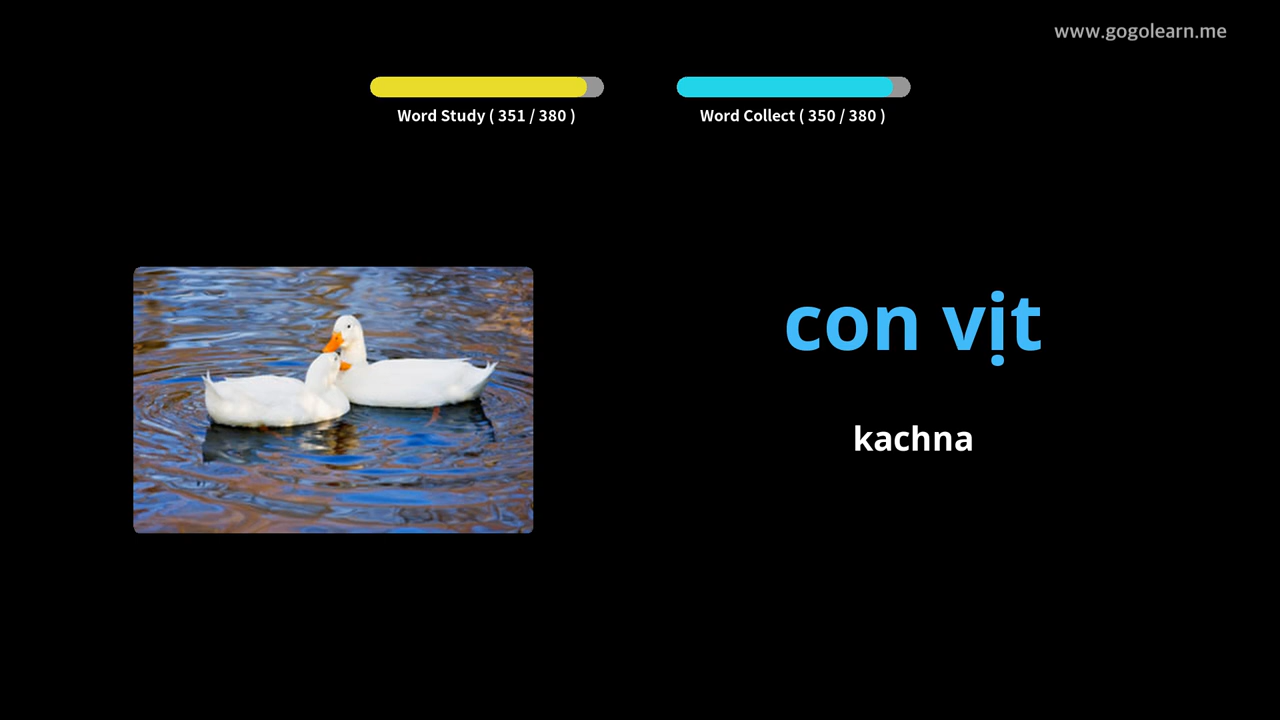 www.gogolearn.me
Word Study ( 351 / 380 )
Word Collect ( 350 / 380 )
con vịt
kachna